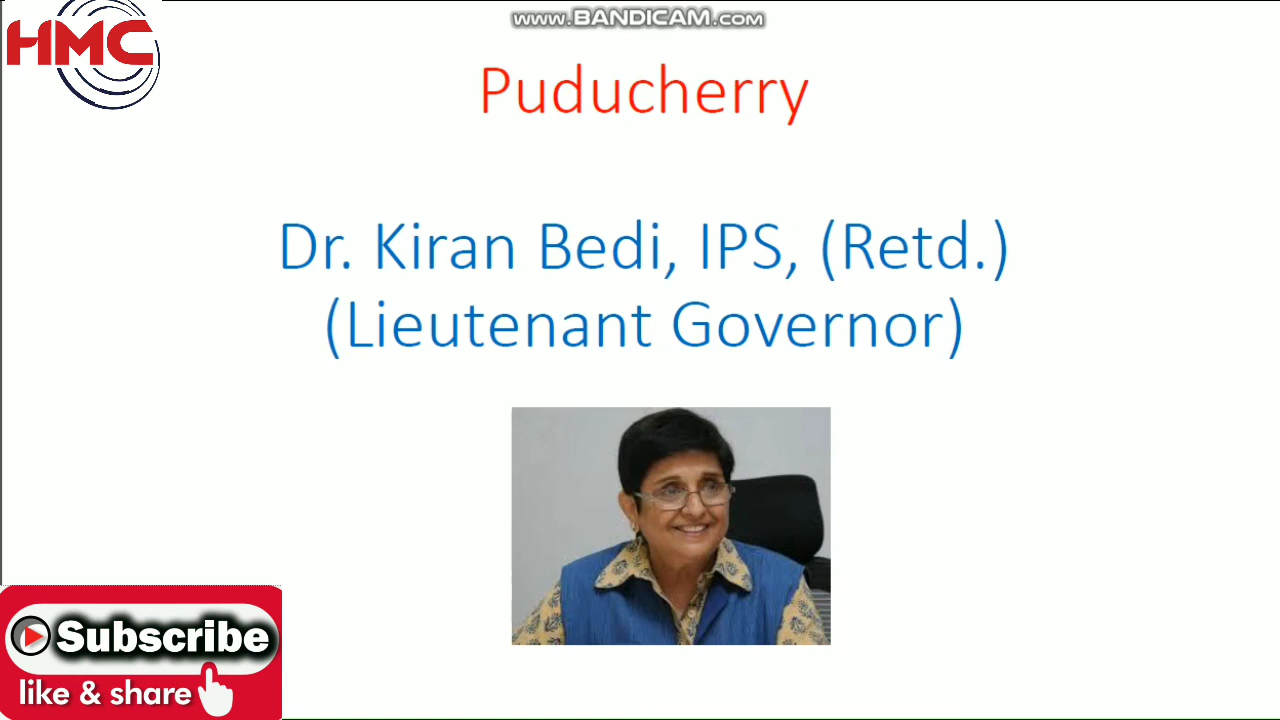 HMC
www.BANDICAM.com
Puducherry
Dr. Kiran Bedi, IPS, (Retd.)
(Lieutenant Governor)
Subscribe
like & share